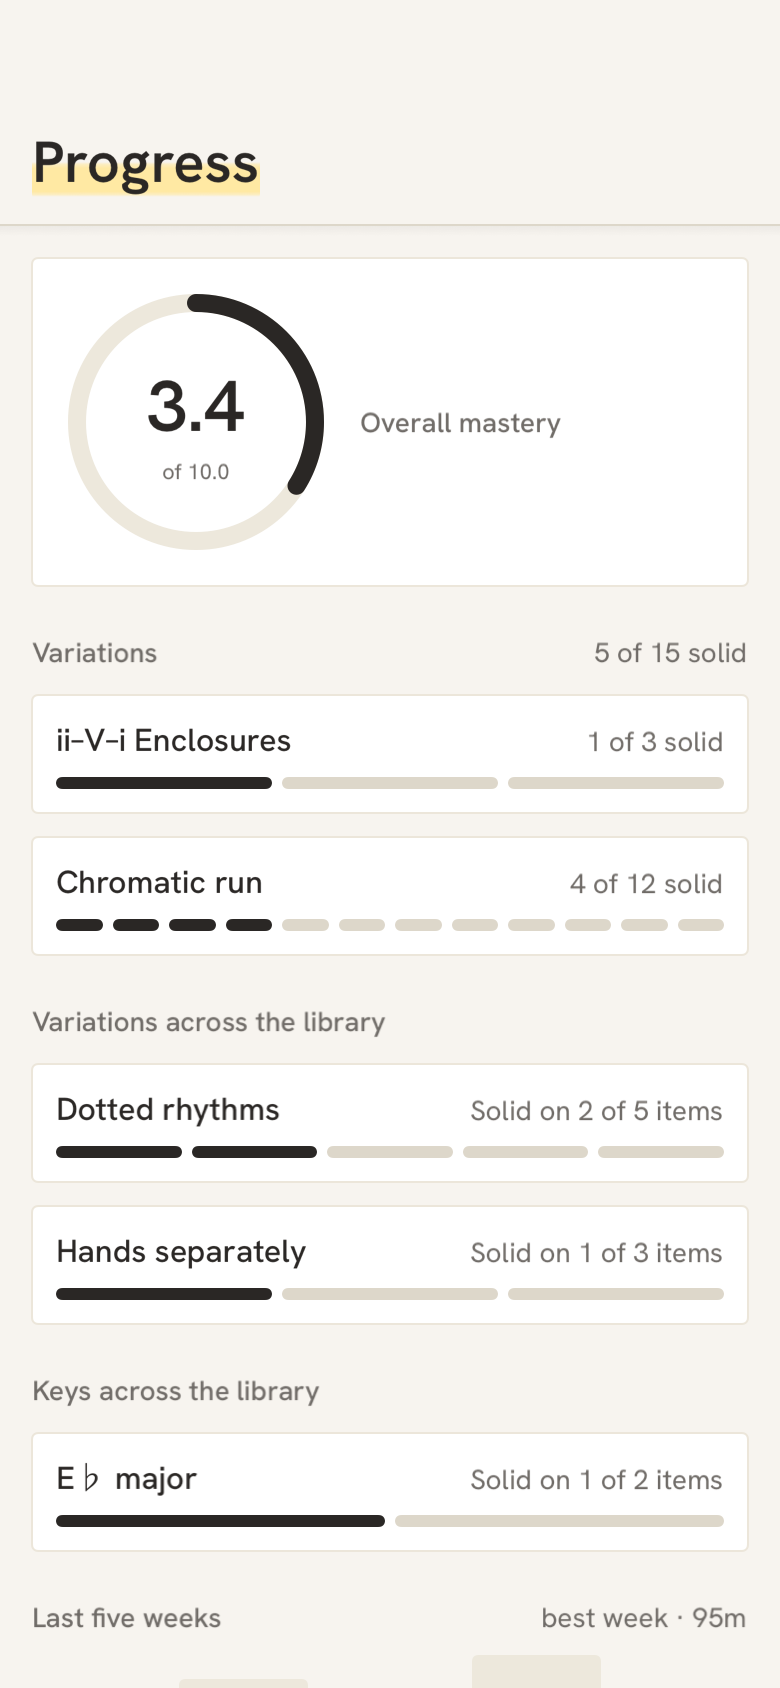 Progress
3.4
of 10.0
Overall mastery
Variations 5 of 15 solid
ii–V–i Enclosures 1 of 3 solid
Chromatic run 4 of 12 solid
Variations across the library
Dotted rhythms Solid on 2 of 5 items
Hands separately Solid on 1 of 3 items
Keys across the library
E♭ major Solid on 1 of 2 items
Last five weeks best week · 95m